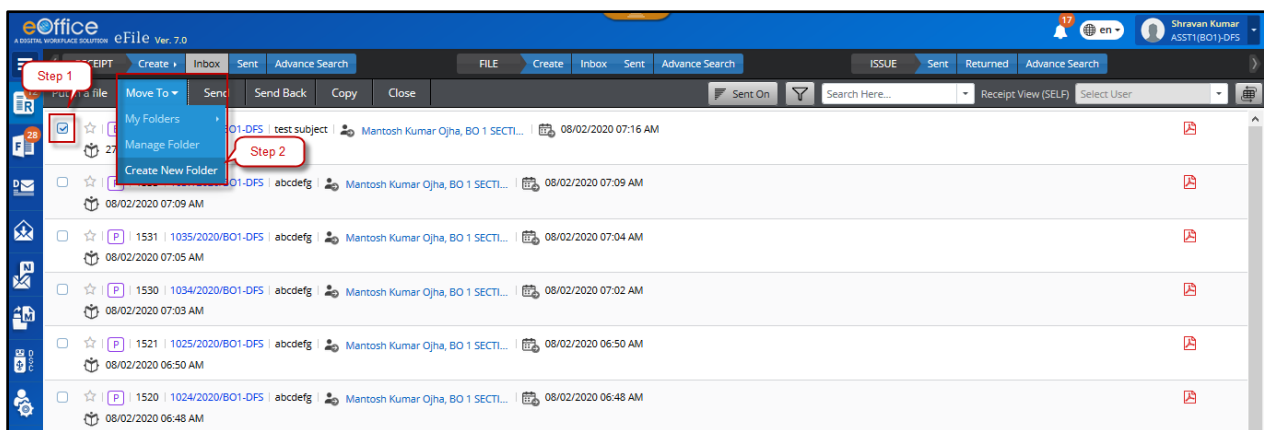 eOffice eFile Ver. 7.0
A DIGITAL WORKPLACE SOLUTION
17 en Shravan Kumar
ASST1(BO1)-DFS
RECEIPT Create Inbox Sent Advance Search FILE Create Inbox Sent Advance Search ISSUE Sent Returned Advance Search
Step 1
Put in a file Move To Send Send Back Copy Close Sent On Search Here... Receipt View (SELF) Select User
My Folders
Manage Folder
Create New Folder
Step 2
O1-DFS test subject Mantosh Kumar Ojha, BO 1 SECTI... 08/02/2020 07:16 AM
27
BO1-DFS abcdefg Mantosh Kumar Ojha, BO 1 SECTI... 08/02/2020 07:09 AM
08/02/2020 07:09 AM
P 1531 1035/2020/BO1-DFS abcdefg Mantosh Kumar Ojha, BO 1 SECTI... 08/02/2020 07:04 AM
08/02/2020 07:05 AM
P 1530 1034/2020/BO1-DFS abcdefg Mantosh Kumar Ojha, BO 1 SECTI... 08/02/2020 07:02 AM
08/02/2020 07:03 AM
P 1521 1025/2020/BO1-DFS abcdefg Mantosh Kumar Ojha, BO 1 SECTI... 08/02/2020 06:50 AM
08/02/2020 06:50 AM
P 1520 1024/2020/BO1-DFS abcdefg Mantosh Kumar Ojha, BO 1 SECTI... 08/02/2020 06:48 AM
08/02/2020 06:48 AM
R
28
F
D
N
M
DSC